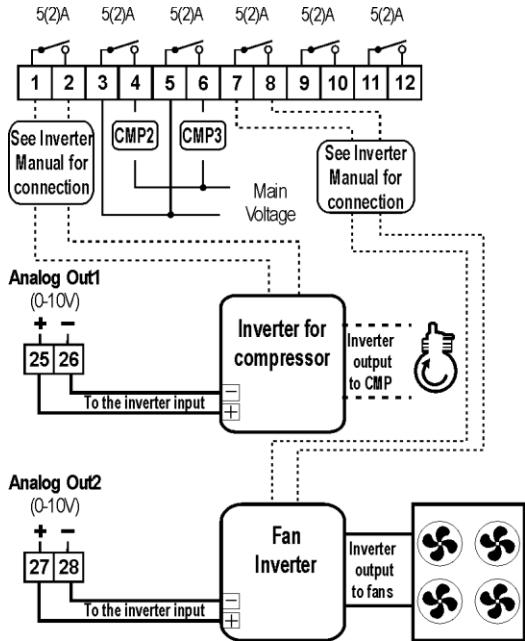 5(2)A 5(2)A 5(2)A 5(2)A 5(2)A 5(2)A
1 2 3 4 5 6 7 8 9 10 11 12
See Inverter
Manual for
connection
CMP2
CMP3
See Inverter
Manual for
connection
Main
Voltage
Analog Out1
(0-10V)
+ −
25 26
To the inverter input
−
+
Inverter for
compressor
Inverter
output
to CMP
Analog Out2
(0-10V)
+ −
27 28
To the inverter input
−
+
Fan
Inverter
Inverter
output
to fans